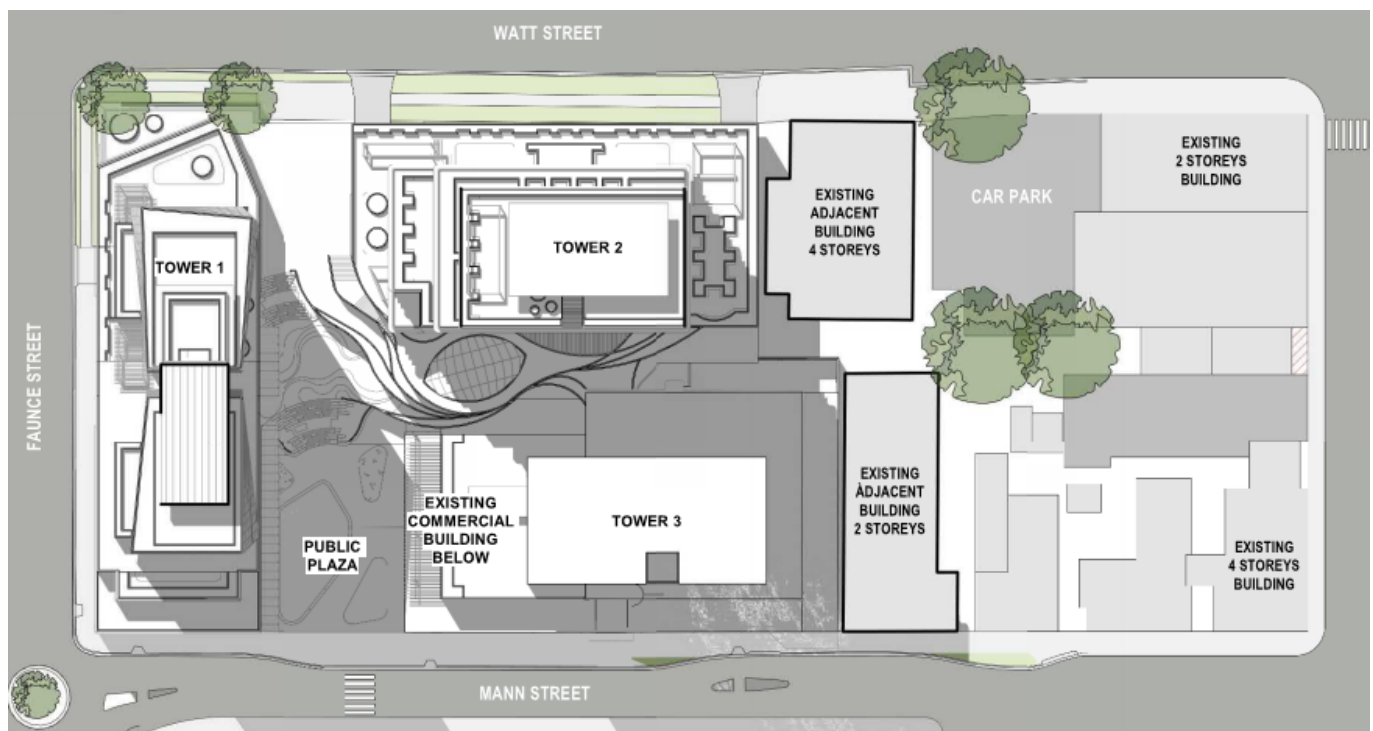 WATT STREET
EXISTING
2 STOREYS
BUILDING
EXISTING
ADJACENT
BUILDING
4 STOREYS
CAR PARK
TOWER 2
TOWER 1
FAUNCE STREET
EXISTING
COMMERCIAL
BUILDING
BELOW
TOWER 3
EXISTING
ÀDJACENT
BUILDING
2 STOREYS
PUBLIC
PLAZA
EXISTING
4 STOREYS
BUILDING
MANN STREET